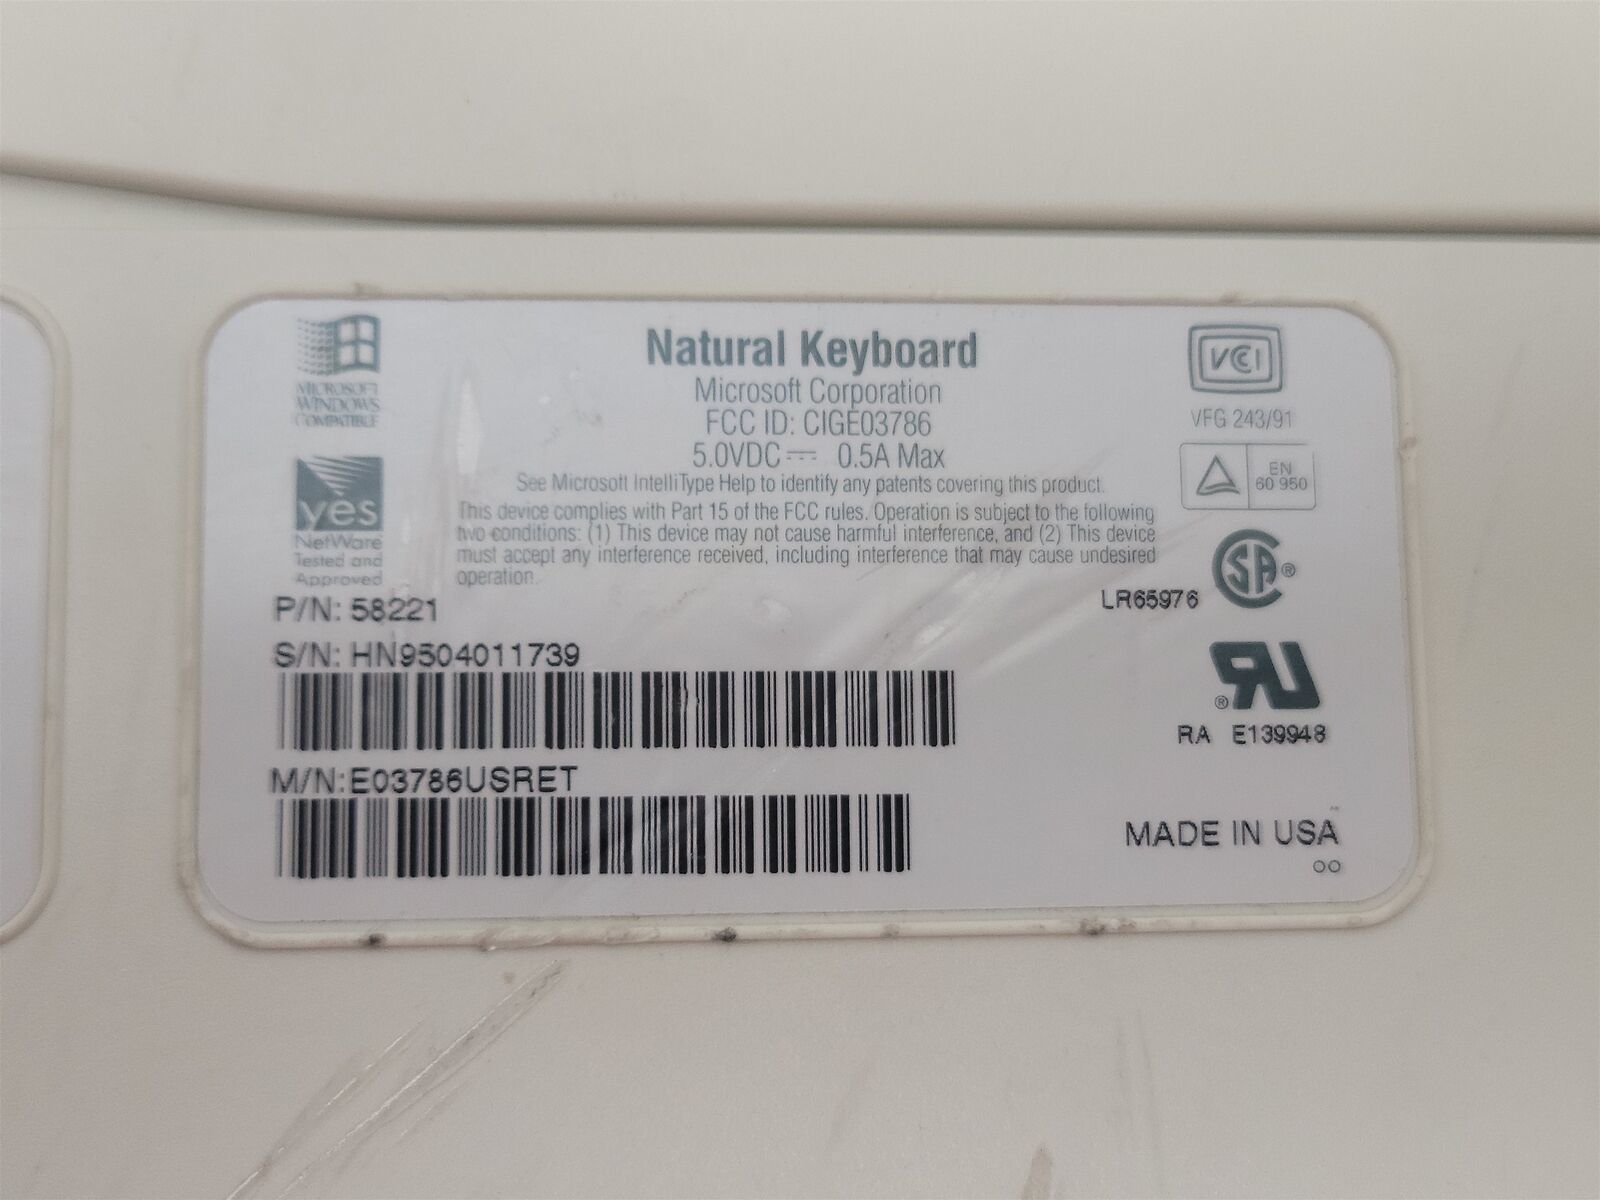 MICROSOFT
WINDOWS
COMPATIBLE
yes
NetWare
Tested and
Approved
Natural Keyboard
Microsoft Corporation
FCC ID: CIGE03786
5.0VDC⎓ 0.5A Max
See Microsoft IntelliType Help to identify any patents covering this product.
This device complies with Part 15 of the FCC rules. Operation is subject to the following
two conditions: (1) This device may not cause harmful interference, and (2) This device
must accept any interference received, including interference that may cause undesired
operation.
VCCI
VFG 243/91
EN
60 950
SA®
LR65976
P/N: 58221
S/N: HN9504011739
RU®
RA E139948
M/N:E03786USRET
MADE IN USA
OO